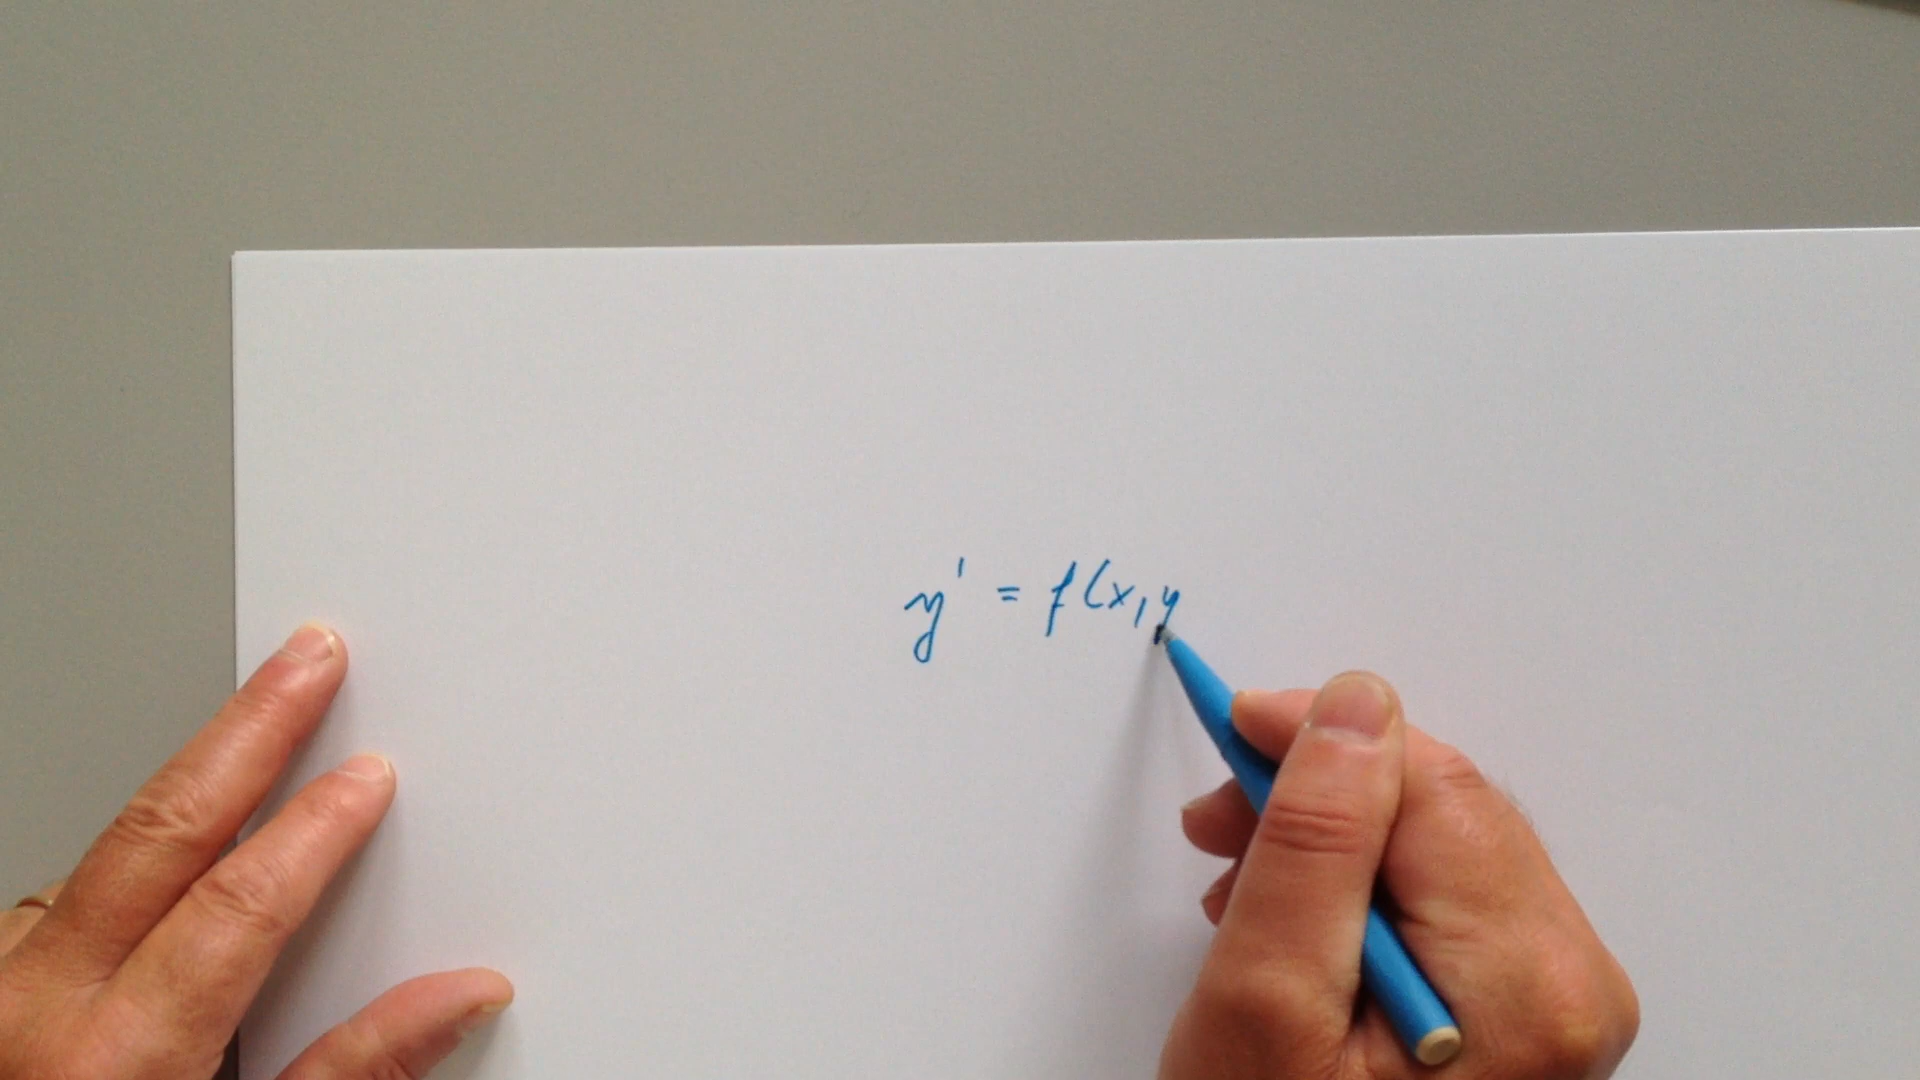 y' = f(x,y